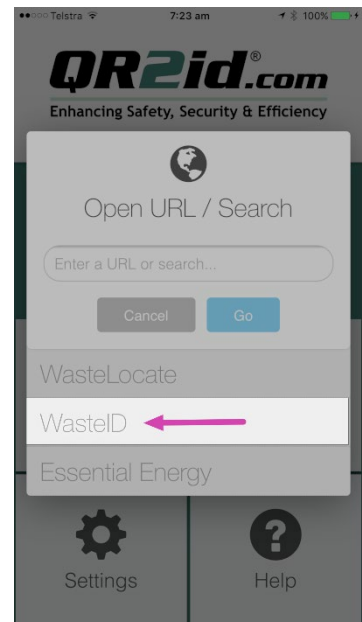 Telstra 7:23 am 100%
QR2id.com®
Enhancing Safety, Security & Efficiency
Open URL / Search
Enter a URL or search...
Cancel Go
WasteLocate
WasteID
Essential Energy
Settings Help